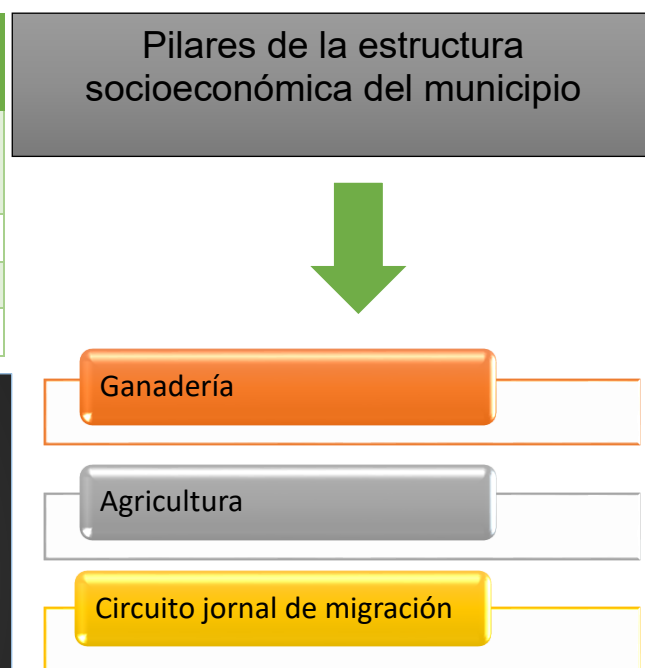 Pilares de la estructura
socioeconómica del municipio
Ganadería
Agricultura
Circuito jornal de migración